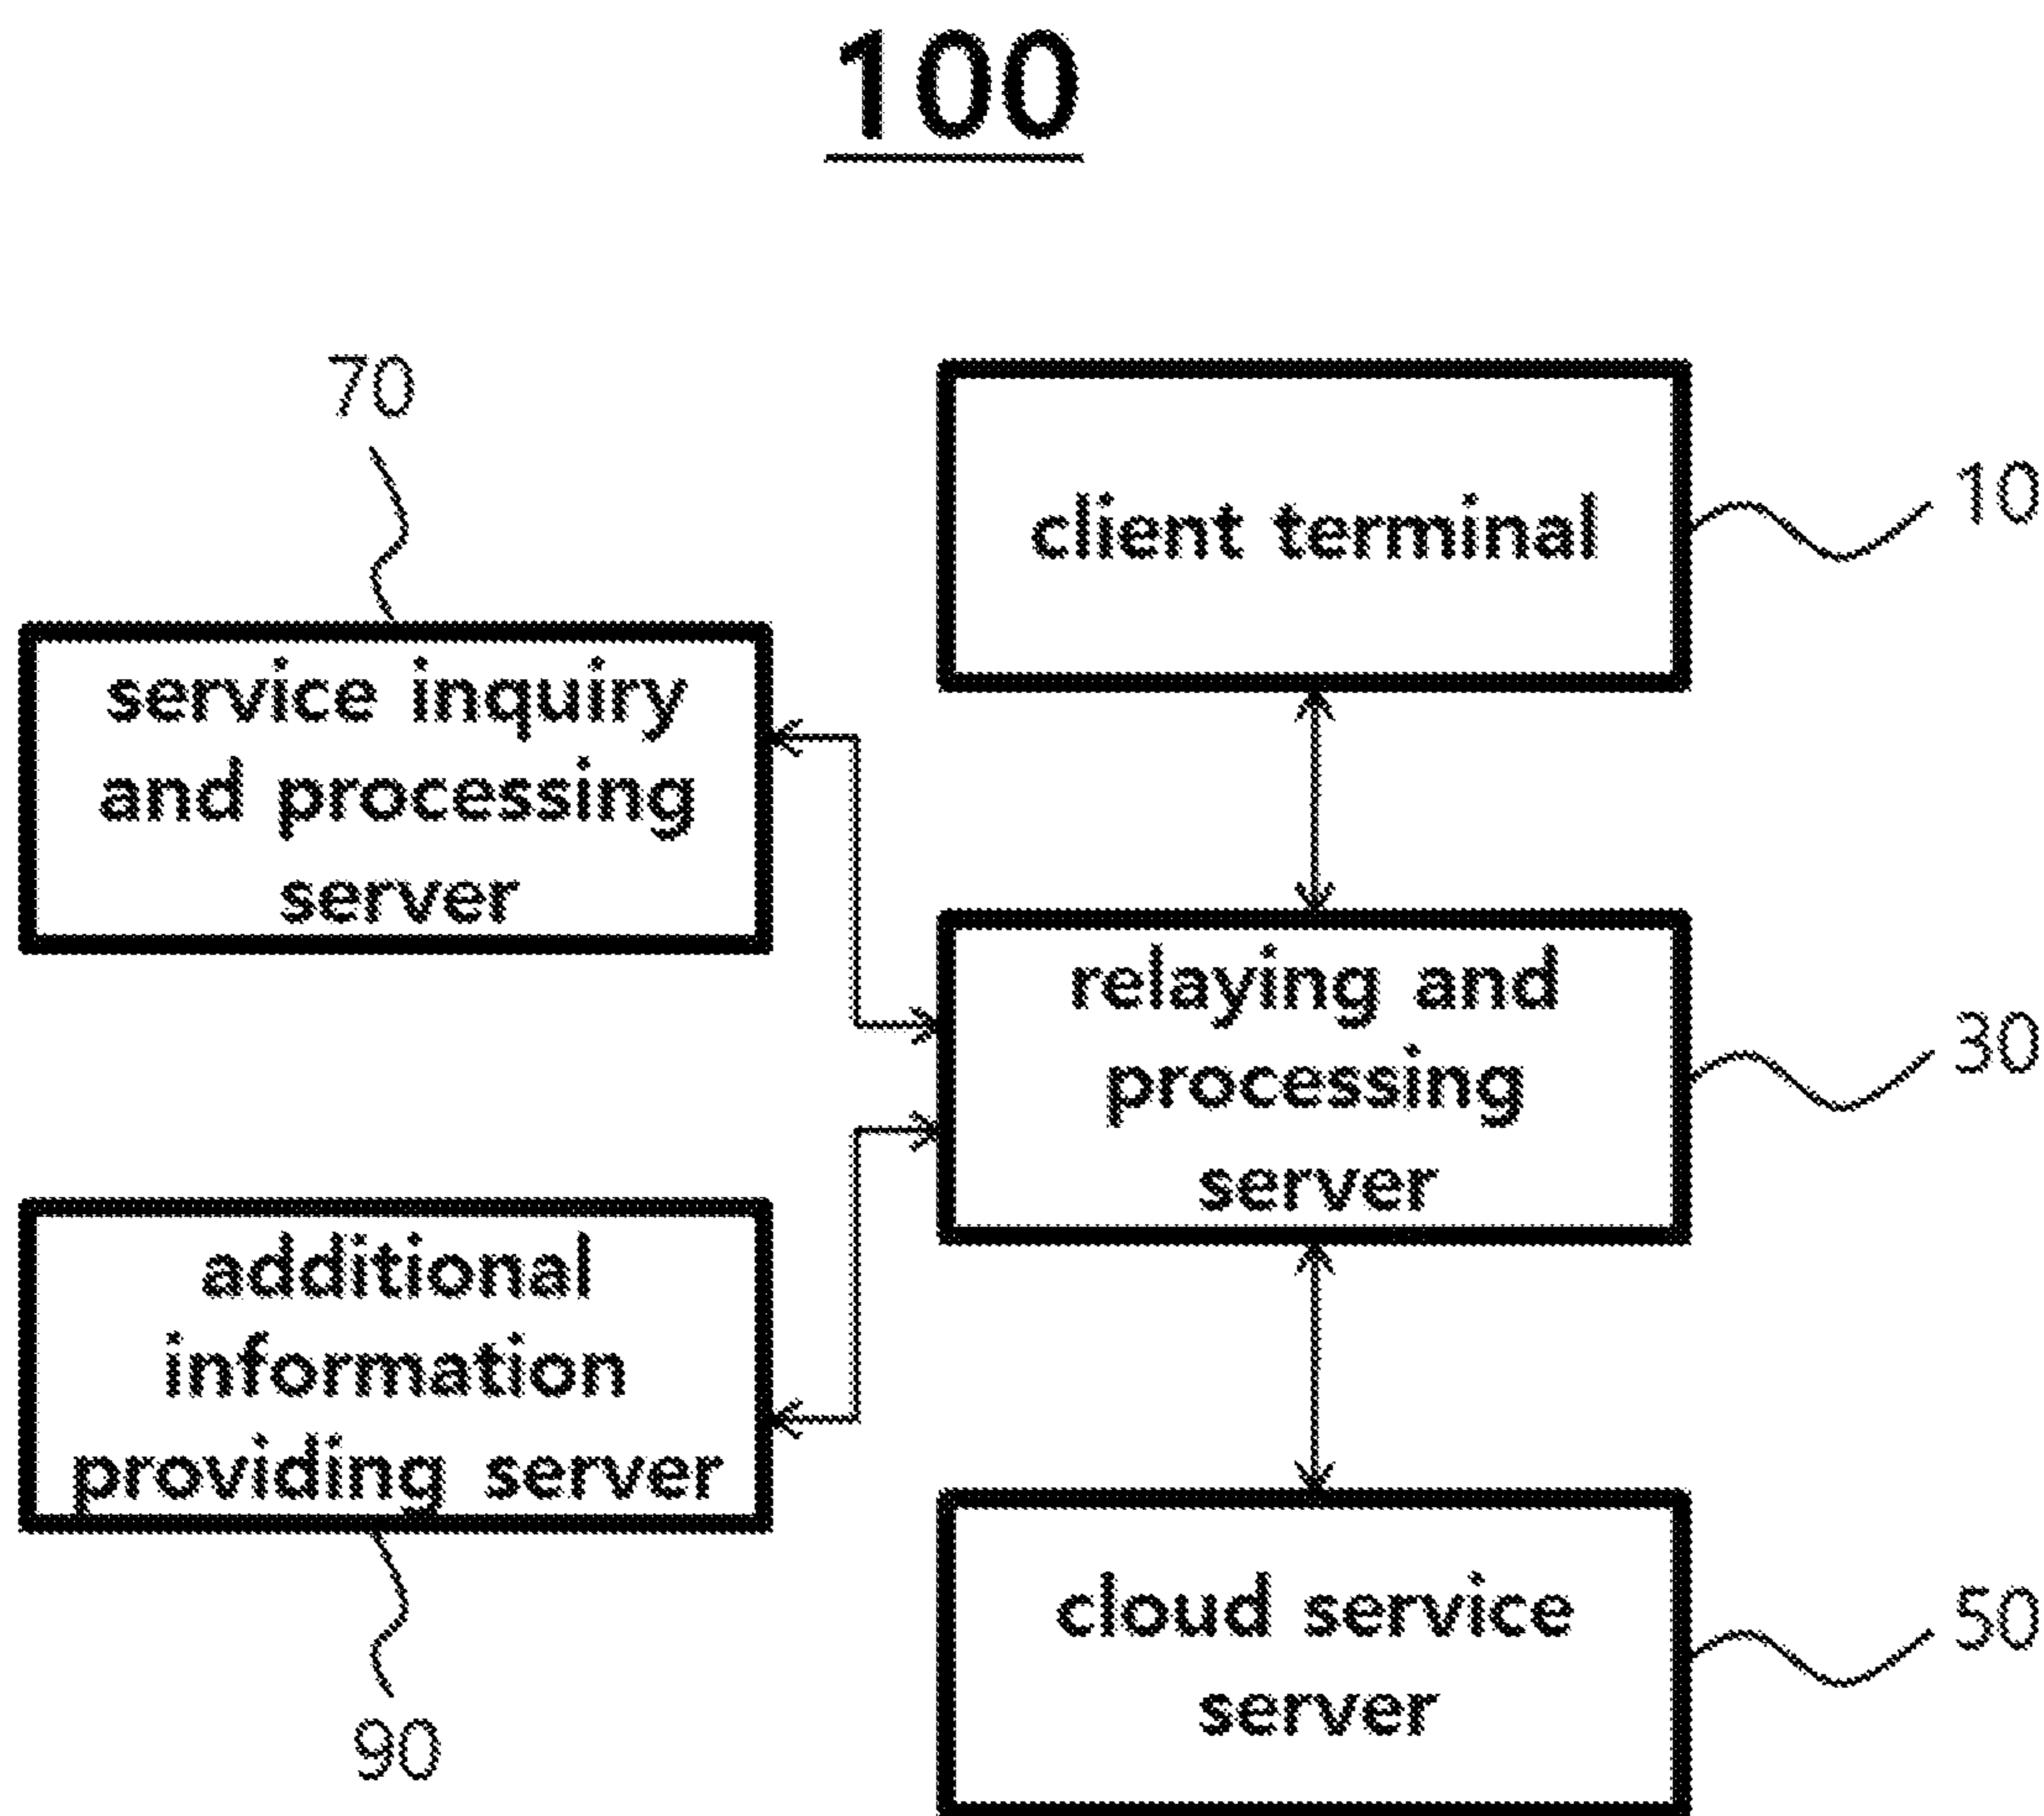 100
70
service inquiry
and processing
server
client terminal
10
relaying and
processing
server
30
additional
information
providing server
90
cloud service
server
50